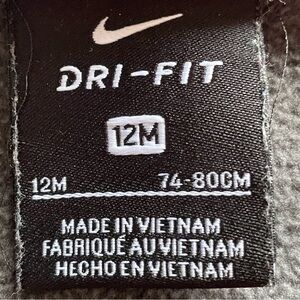 DRI-FIT
12M
12M 74-80CM
MADE IN VIETNAM
FABRIQUÉ AU VIETNAM
HECHO EN VIETNAM